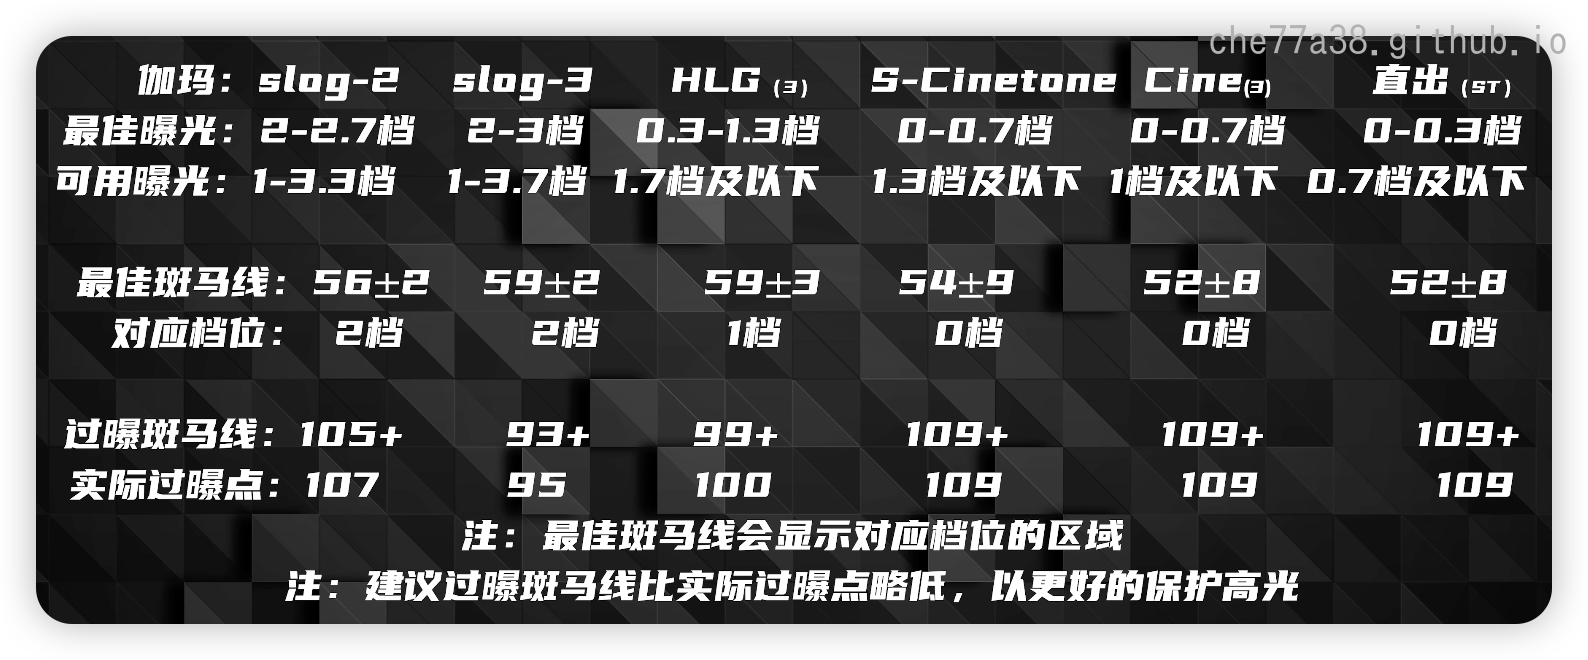 che77a38.github.io
伽玛：slog-2 slog-3 HLG（3） S-Cinetone Cine(3) 直出（ST）
最佳曝光：2-2.7档 2-3档 0.3-1.3档 0-0.7档 0-0.7档 0-0.3档
可用曝光：1-3.3档 1-3.7档 1.7档及以下 1.3档及以下 1档及以下 0.7档及以下
最佳斑马线：56±2 59±2 59±3 54±9 52±8 52±8
对应档位：2档 2档 1档 0档 0档 0档
过曝斑马线：105+ 93+ 99+ 109+ 109+ 109+
实际过曝点：107 95 100 109 109 109
注：最佳斑马线会显示对应档位的区域
注：建议过曝斑马线比实际过曝点略低，以更好的保护高光